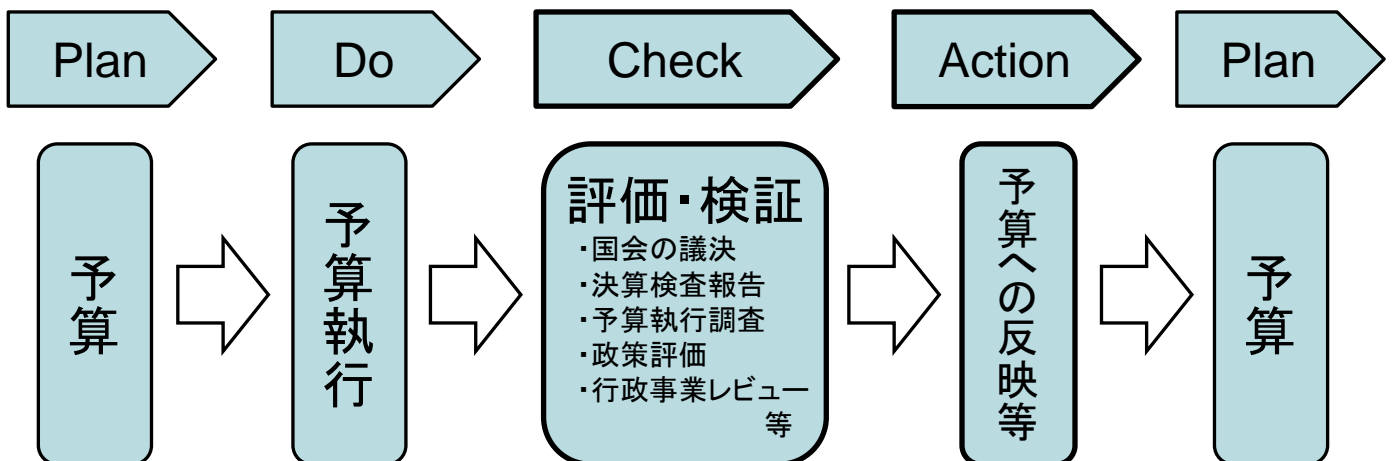 Plan
Do
Check
Action
Plan
予算
予算執行
評価・検証
・国会の議決
・決算検査報告
・予算執行調査
・政策評価
・行政事業レビュー
等
予算への反映等
予算